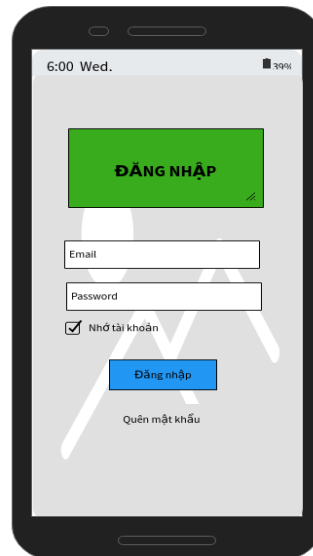 6:00 Wed. 39%
ĐĂNG NHẬP
Email
Password
Nhớ tài khoản
Đăng nhập
Quên mật khẩu